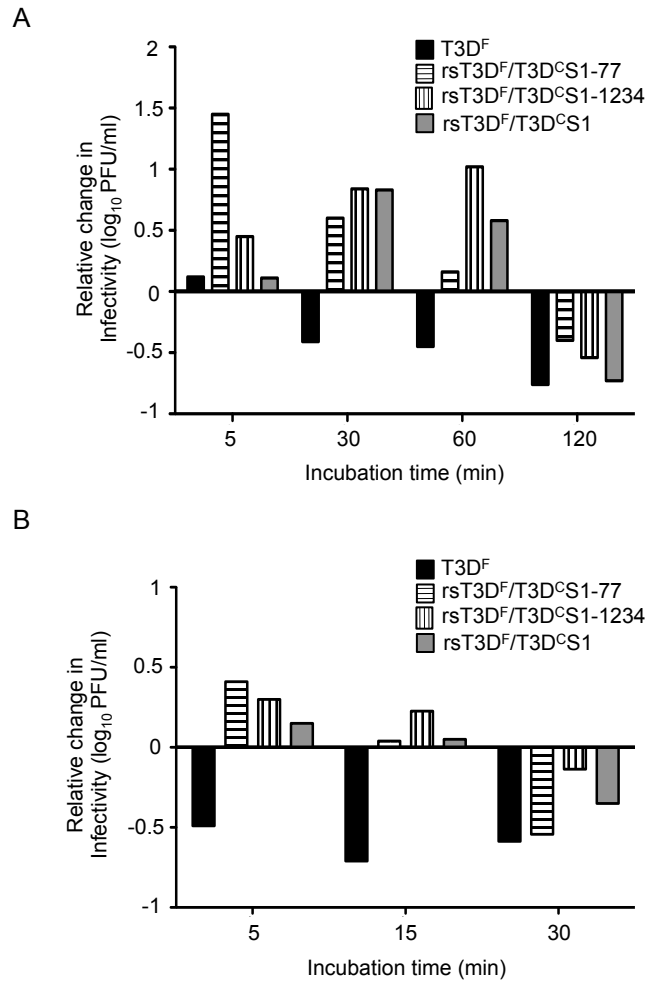 A
2
1.5
1
0.5
0
-0.5
-1
Relative change in
Infectivity (log₁₀ PFU/ml)
T3Dᶠ
rsT3Dᶠ/T3DᶜS1-77
rsT3Dᶠ/T3DᶜS1-1234
rsT3Dᶠ/T3DᶜS1
5 30 60 120
Incubation time (min)
B
1
0.5
0
-0.5
-1
Relative change in
Infectivity (log₁₀ PFU/ml)
T3Dᶠ
rsT3Dᶠ/T3DᶜS1-77
rsT3Dᶠ/T3DᶜS1-1234
rsT3Dᶠ/T3DᶜS1
5 15 30
Incubation time (min)